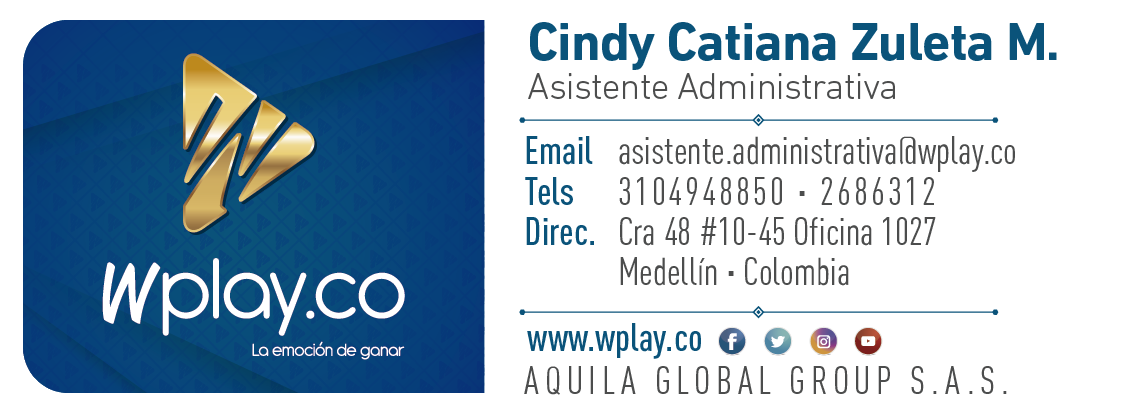 Wplay.co
La emoción de ganar
Cindy Catiana Zuleta M.
Asistente Administrativa
Email asistente.administrativa@wplay.co
Tels 3104948850 · 2686312
Direc. Cra 48 #10-45 Oficina 1027
Medellín · Colombia
www.wplay.co
AQUILA GLOBAL GROUP S.A.S.